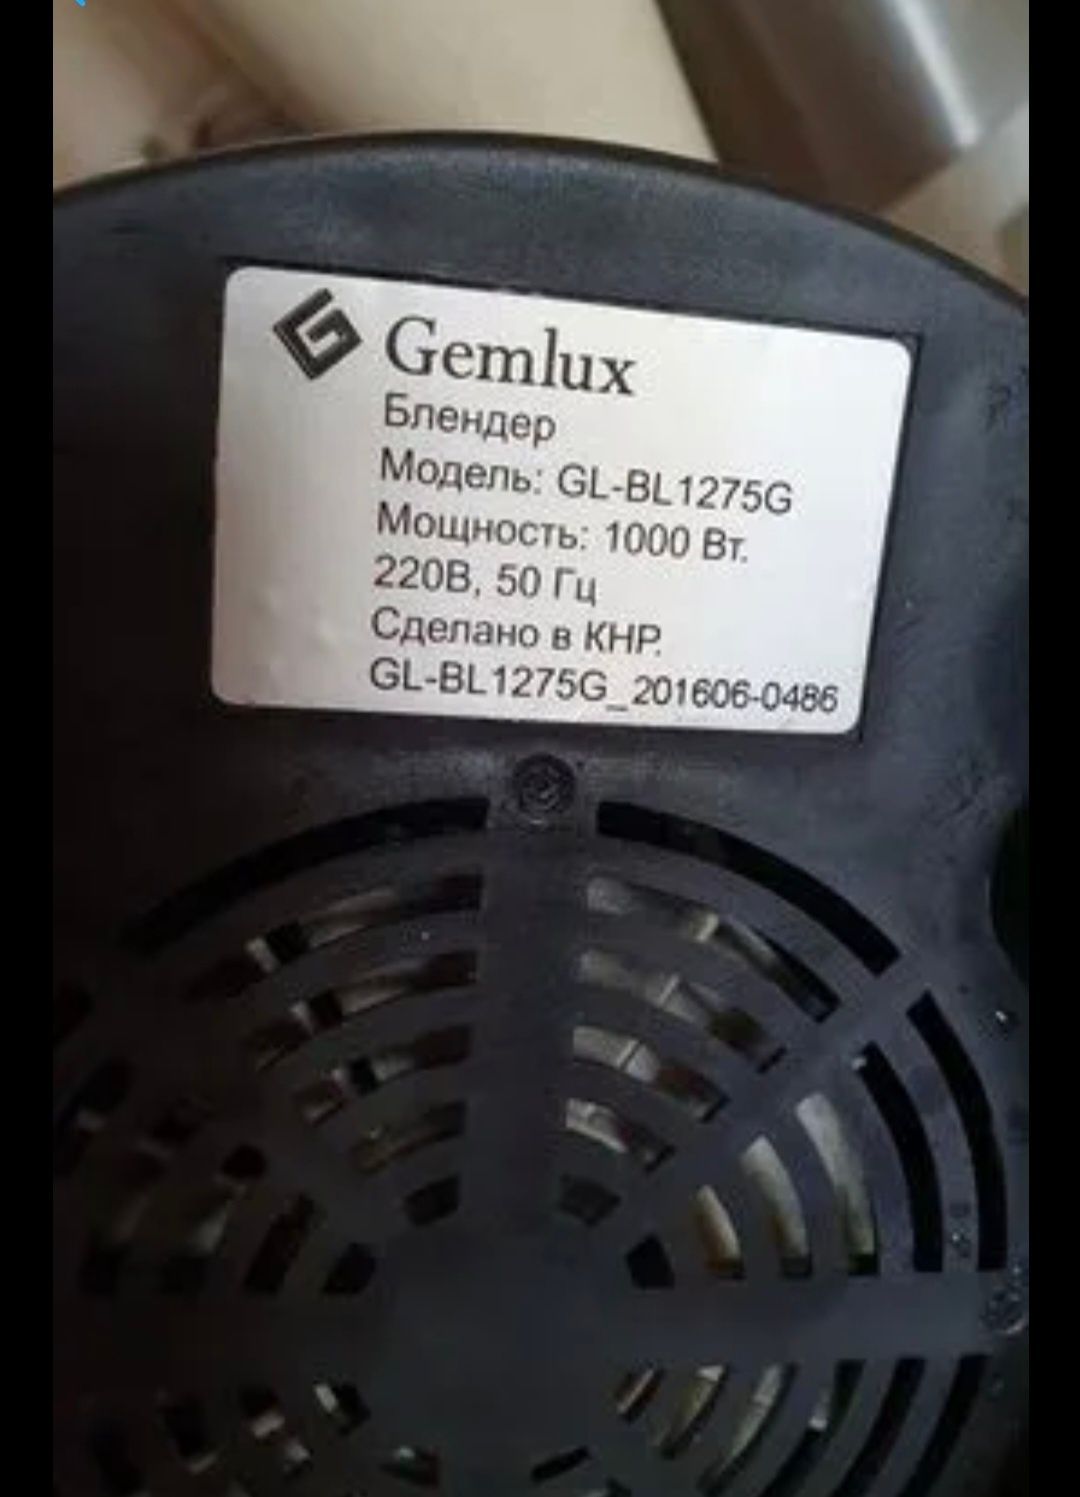 Gemlux
Блендер
Модель: GL-BL1275G
Мощность: 1000 Вт.
220В, 50 Гц
Сделано в КНР.
GL-BL1275G_201606-0486